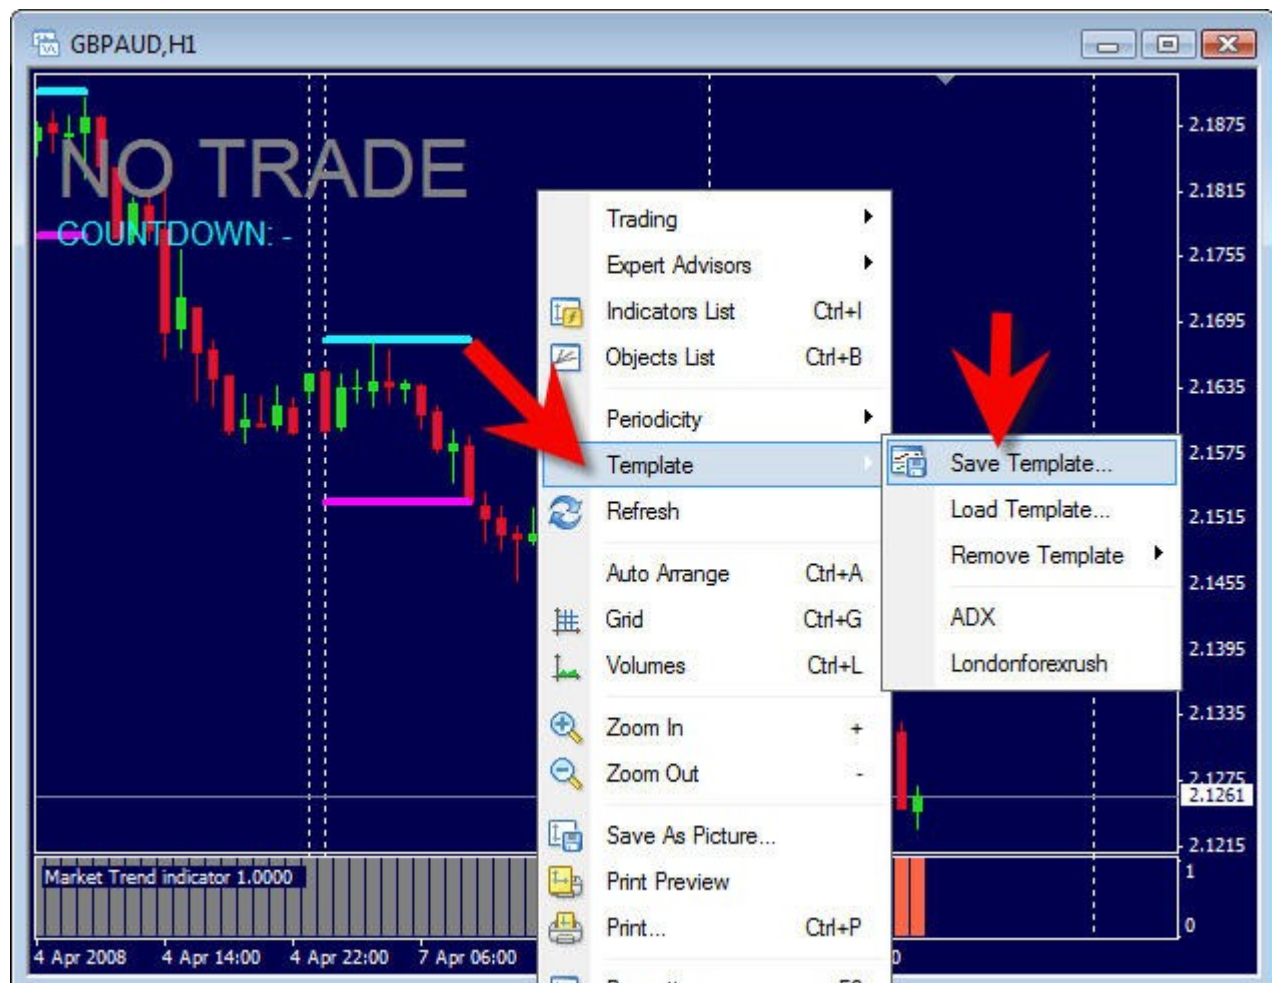 GBPAUD,H1
NO TRADE
COUNTDOWN: -
2.1875
2.1815
2.1755
2.1695
2.1635
2.1575
2.1515
2.1455
2.1395
2.1335
2.1275
2.1261
2.1215
Trading
Expert Advisors
Indicators List Ctrl+I
Objects List Ctrl+B
Periodicity
Template
Refresh
Auto Arrange Ctrl+A
Grid Ctrl+G
Volumes Ctrl+L
Zoom In +
Zoom Out -
Save As Picture...
Print Preview
Print... Ctrl+P
Save Template...
Load Template...
Remove Template
ADX
Londonforexrush
Market Trend indicator 1.0000
1
0
4 Apr 2008 4 Apr 14:00 4 Apr 22:00 7 Apr 06:00